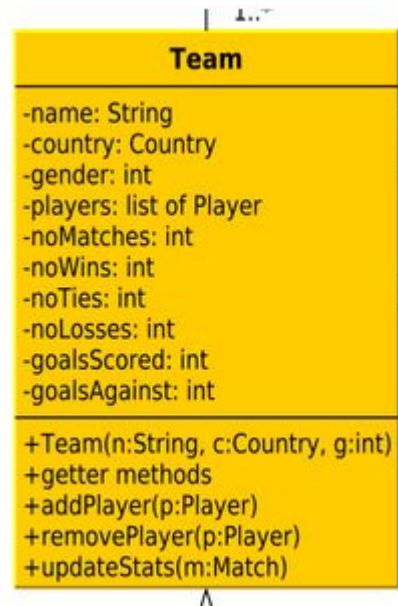 1..*
Team
-name: String
-country: Country
-gender: int
-players: list of Player
-noMatches: int
-noWins: int
-noTies: int
-noLosses: int
-goalsScored: int
-goalsAgainst: int
+Team(n:String, c:Country, g:int)
+getter methods
+addPlayer(p:Player)
+removePlayer(p:Player)
+updateStats(m:Match)